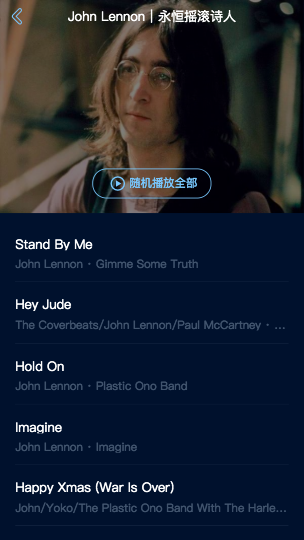 John Lennon | 永恒摇滚诗人
随机播放全部
Stand By Me
John Lennon · Gimme Some Truth
Hey Jude
The Coverbeats/John Lennon/Paul McCartney · ...
Hold On
John Lennon · Plastic Ono Band
Imagine
John Lennon · Imagine
Happy Xmas (War Is Over)
John/Yoko/The Plastic Ono Band With The Harle...